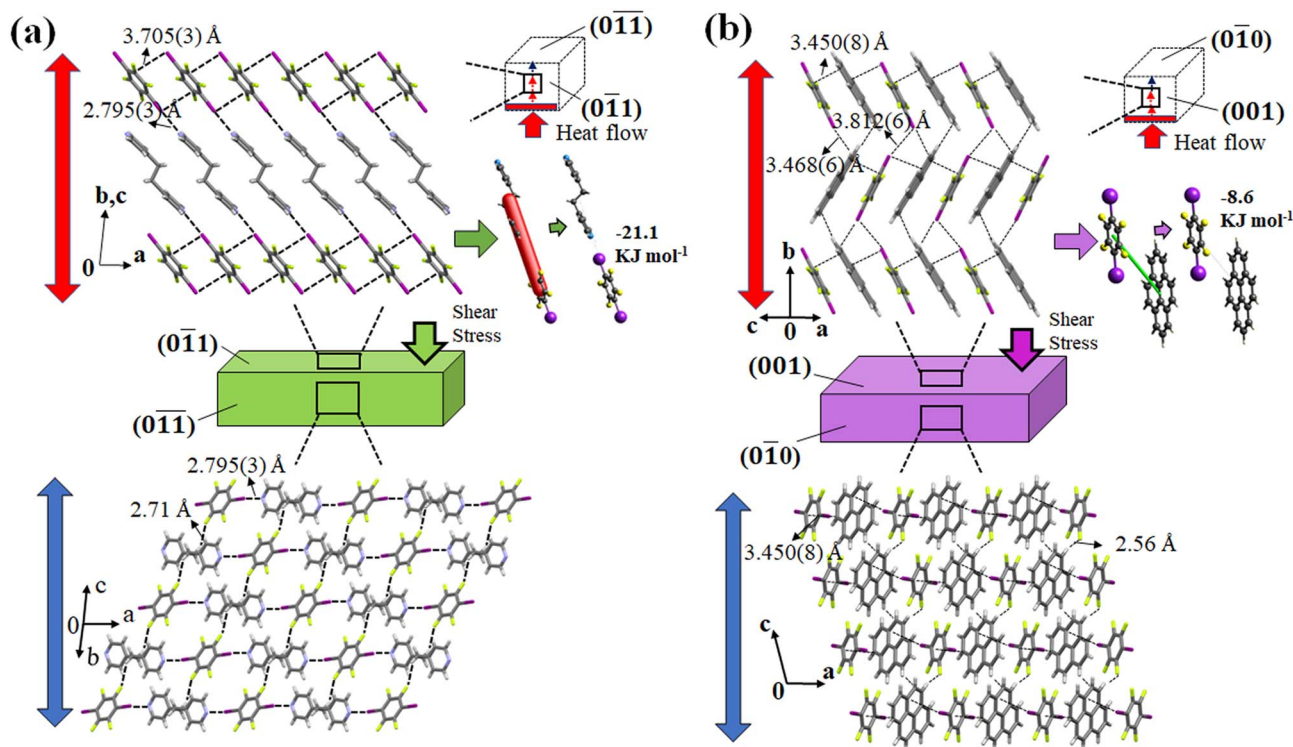 (a)
3.705(3) Å
2.795(3) Å
b,c
0
a
(01̅1̅)
(01̅1)
Heat flow
-21.1
KJ mol-1
Shear
Stress
(01̅1)
(01̅1̅)
2.795(3) Å
2.71 Å
c
0
a
b
(b)
3.450(8) Å
3.812(6) Å
3.468(6) Å
b
c
0
a
(01̅0)
(001)
Heat flow
-8.6
KJ mol-1
Shear
Stress
(001)
(01̅0)
3.450(8) Å
2.56 Å
c
a
0